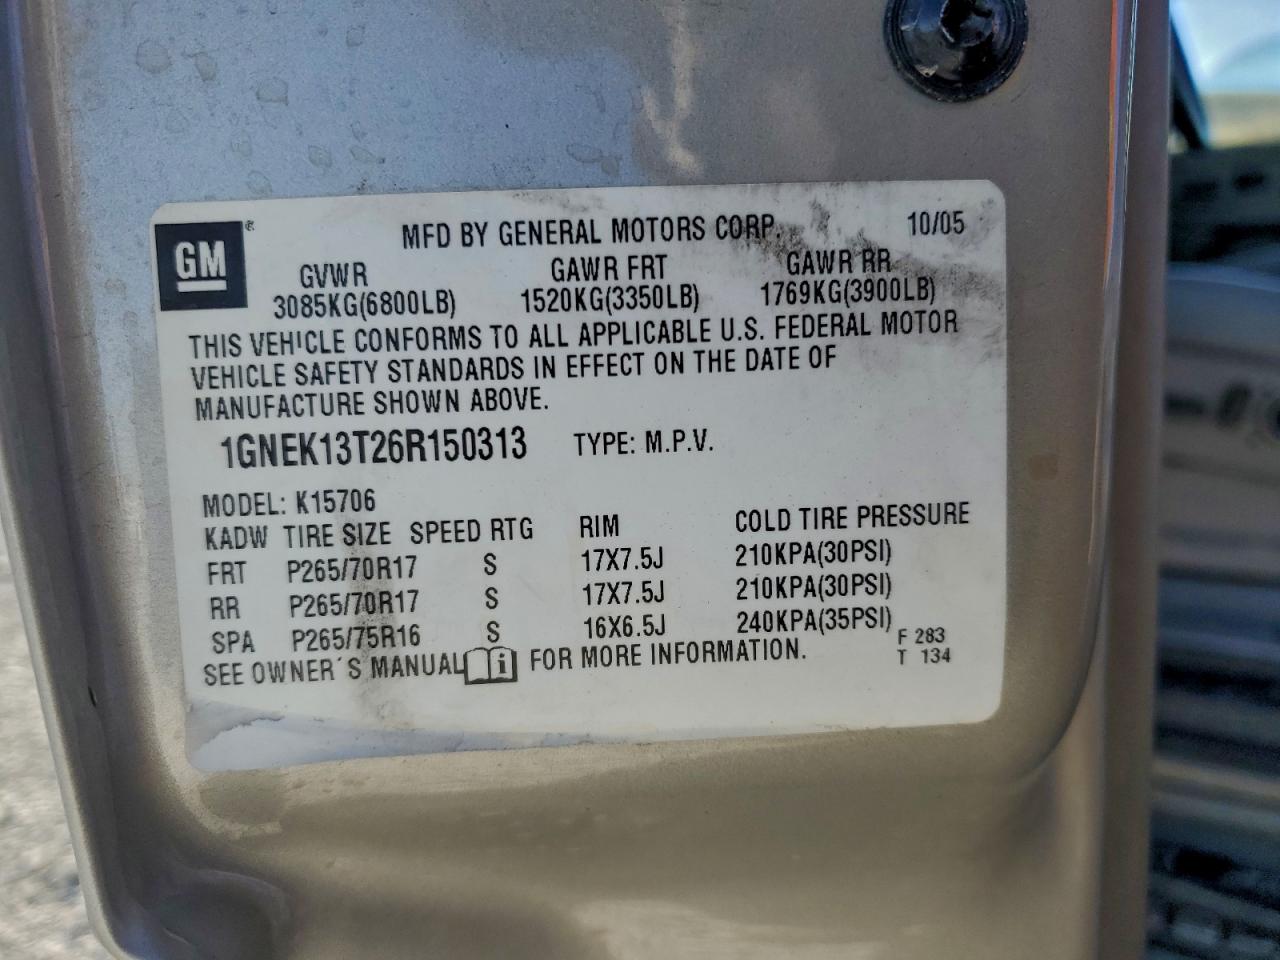 GM ® MFD BY GENERAL MOTORS CORP. 10/05
GVWR GAWR FRT GAWR RR
3085KG(6800LB) 1520KG(3350LB) 1769KG(3900LB)
THIS VEHICLE CONFORMS TO ALL APPLICABLE U.S. FEDERAL MOTOR
VEHICLE SAFETY STANDARDS IN EFFECT ON THE DATE OF
MANUFACTURE SHOWN ABOVE.
1GNEK13T26R150313 TYPE: M.P.V.
MODEL: K15706
KADW TIRE SIZE SPEED RTG RIM COLD TIRE PRESSURE
FRT P265/70R17 S 17X7.5J 210KPA(30PSI)
RR P265/70R17 S 17X7.5J 210KPA(30PSI)
SPA P265/75R16 S 16X6.5J 240KPA(35PSI)
SEE OWNER´S MANUAL i FOR MORE INFORMATION.
F 283
T 134